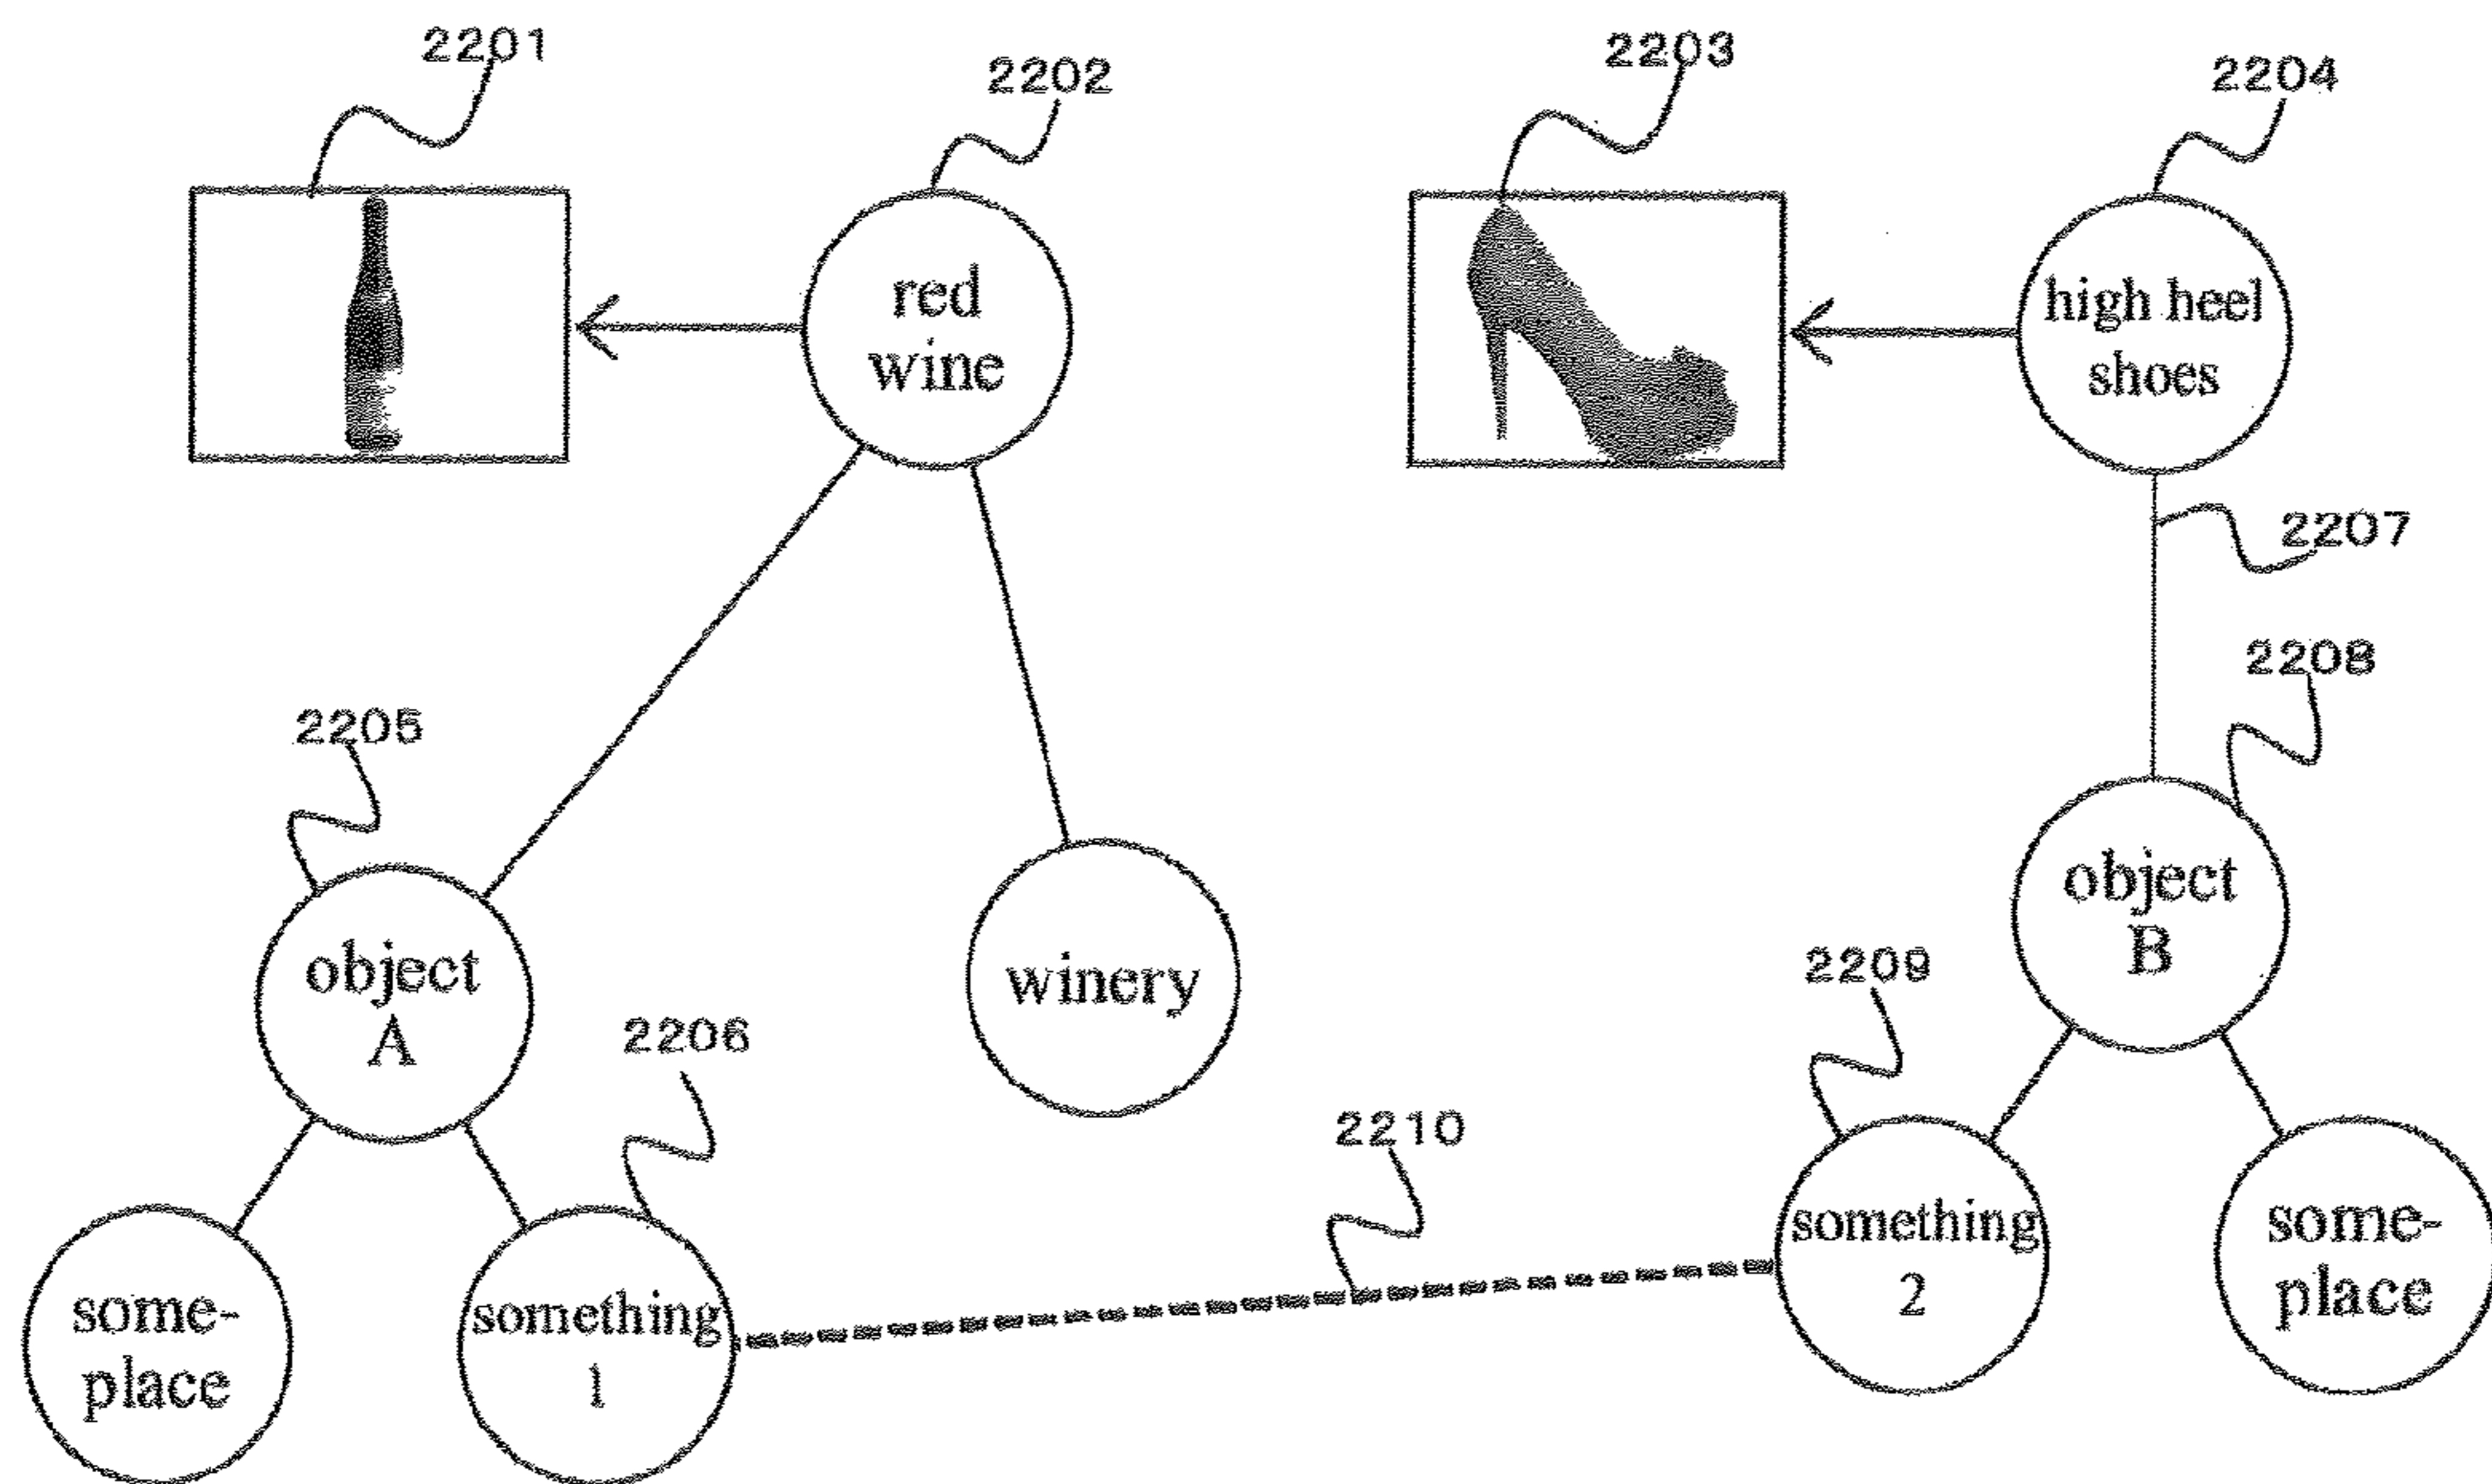 2201
2202
2203
2204
red
wine
high heel
shoes
2207
2208
2205
object
B
2209
object
A
winery
2206
2210
something
2
some-
place
some-
place
something
1